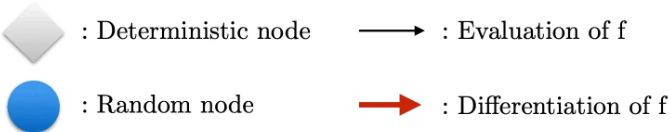 : Deterministic node
: Evaluation of f
: Random node
: Differentiation of f